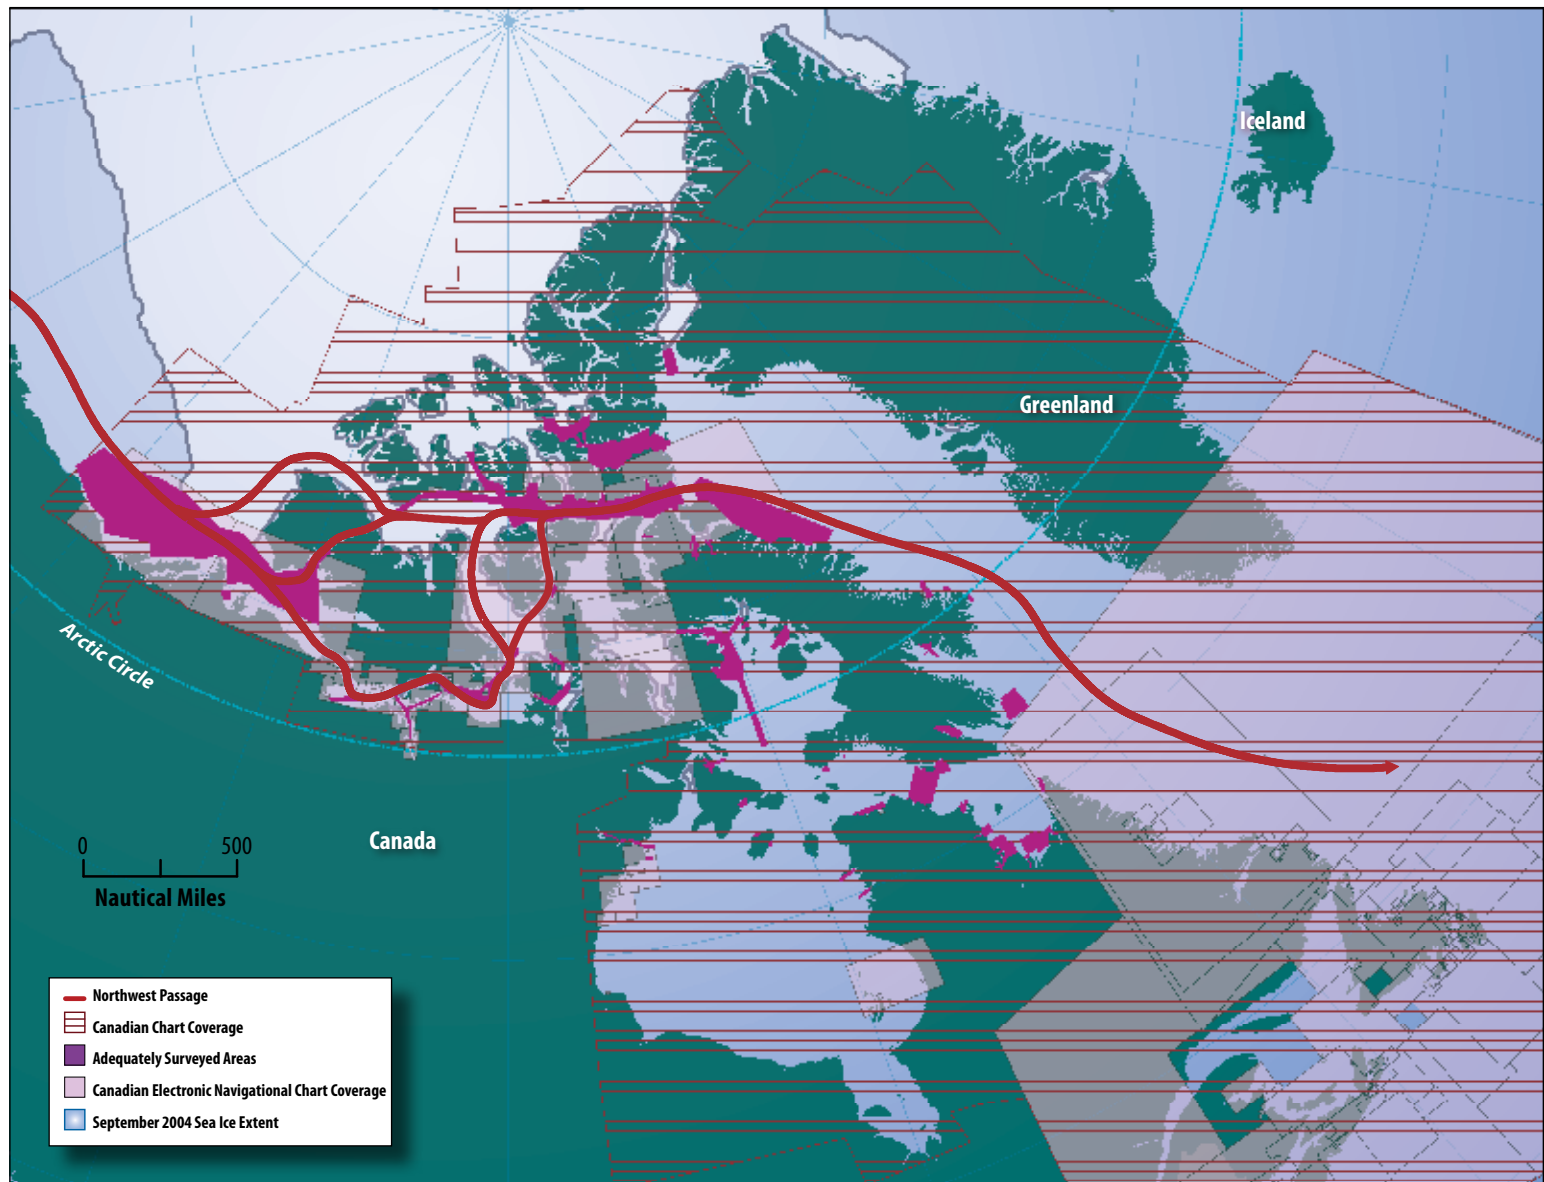 Iceland
Greenland
Arctic Circle
Canada
0 500
Nautical Miles
Northwest Passage
Canadian Chart Coverage
Adequately Surveyed Areas
Canadian Electronic Navigational Chart Coverage
September 2004 Sea Ice Extent